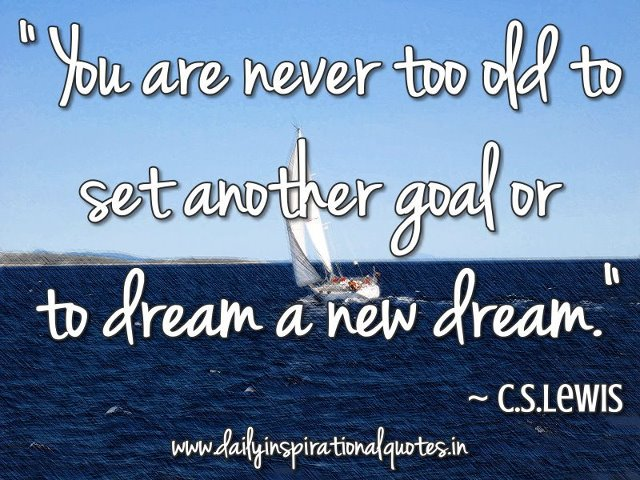 "You are never too old to
set another goal or
to dream a new dream."
~ C.S.Lewis
www.dailyinspirationalquotes.in